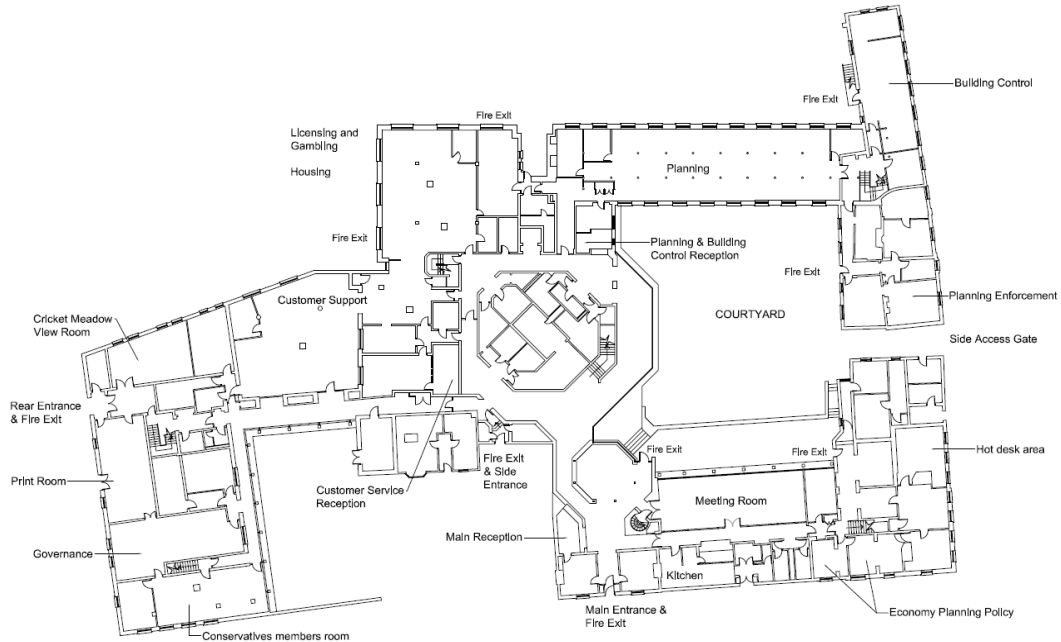 Building Control
Fire Exit
Fire Exit
Licensing and
Gambling
Housing
Planning
Fire Exit
Planning & Building
Control Reception
Fire Exit
Planning Enforcement
Customer Support
COURTYARD
Cricket Meadow
View Room
Side Access Gate
Rear Entrance
& Fire Exit
Fire Exit
& Side
Entrance
Fire Exit
Fire Exit
Hot desk area
Print Room
Customer Service
Reception
Meeting Room
Main Reception
Governance
Kitchen
Main Entrance &
Fire Exit
Economy Planning Policy
Conservatives members room